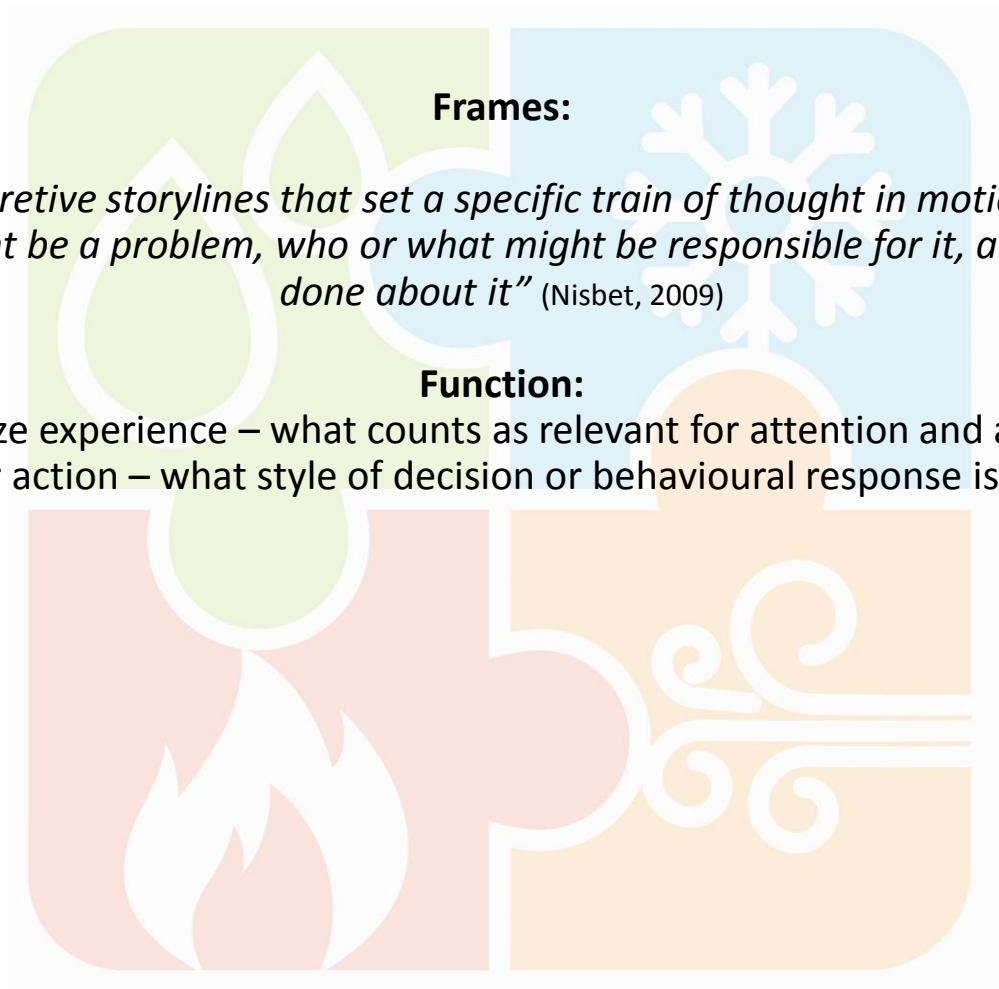 Frames:
retive storylines that set a specific train of thought in motio
t be a problem, who or what might be responsible for it, a
done about it” (Nisbet, 2009)
Function:
ze experience – what counts as relevant for attention and a
r action – what style of decision or behavioural response is